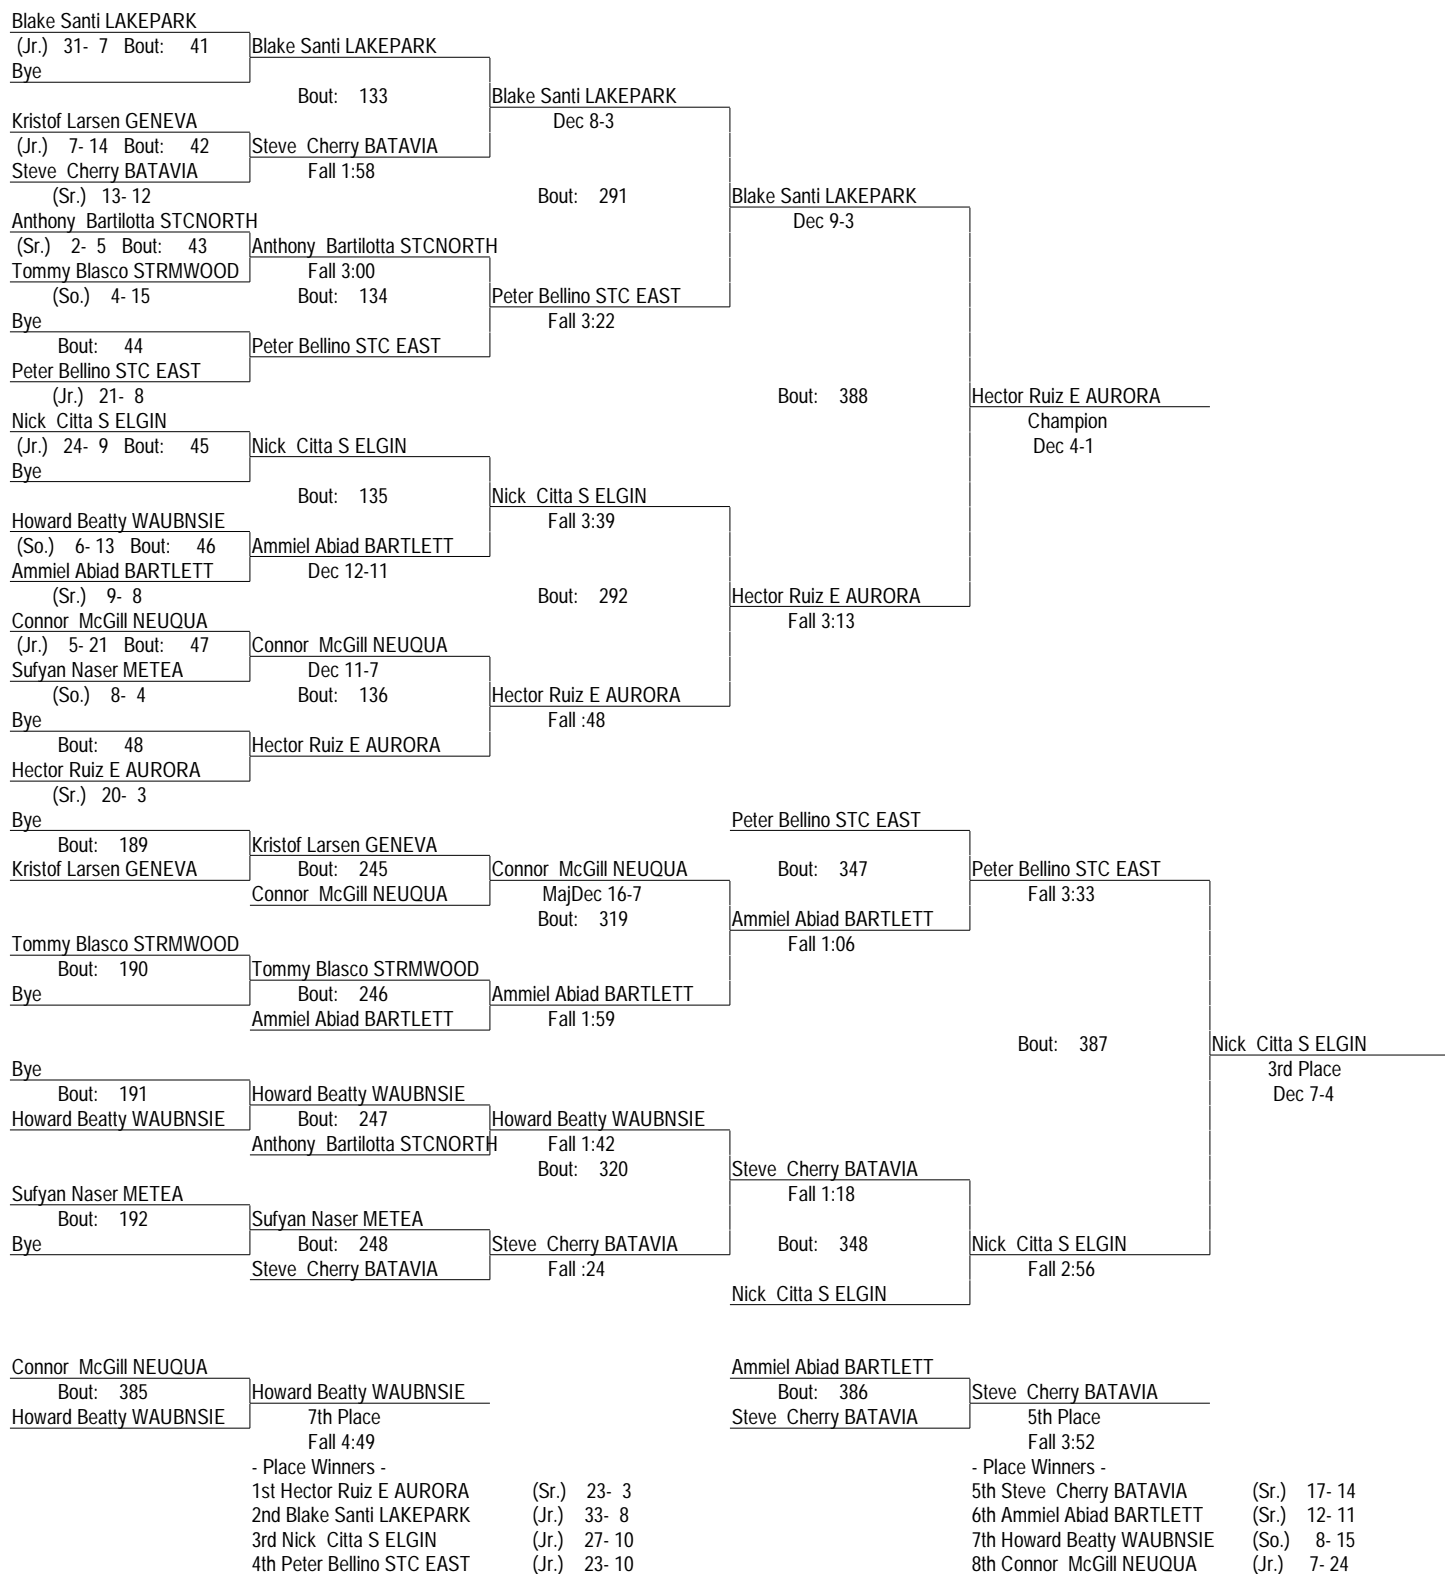 Blake Santi LAKEPARK
(Jr.) 31- 7 Bout: 41 Blake Santi LAKEPARK
Bye
Bout: 133 Blake Santi LAKEPARK
Kristof Larsen GENEVA Dec 8-3
(Jr.) 7- 14 Bout: 42 Steve Cherry BATAVIA
Steve Cherry BATAVIA Fall 1:58
(Sr.) 13- 12 Bout: 291 Blake Santi LAKEPARK
Anthony Bartilotta STCNORTH Dec 9-3
(Sr.) 2- 5 Bout: 43 Anthony Bartilotta STCNORTH
Tommy Blasco STRMWOOD Fall 3:00
(So.) 4- 15 Bout: 134 Peter Bellino STC EAST
Bye Fall 3:22
Bout: 44 Peter Bellino STC EAST
Peter Bellino STC EAST
(Jr.) 21- 8 Bout: 388 Hector Ruiz E AURORA
Nick Citta S ELGIN Champion
(Jr.) 24- 9 Bout: 45 Nick Citta S ELGIN Dec 4-1
Bye
Bout: 135 Nick Citta S ELGIN
Howard Beatty WAUBNSIE Fall 3:39
(So.) 6- 13 Bout: 46 Ammiel Abiad BARTLETT
Ammiel Abiad BARTLETT Dec 12-11
(Sr.) 9- 8 Bout: 292 Hector Ruiz E AURORA
Connor McGill NEUQUA Fall 3:13
(Jr.) 5- 21 Bout: 47 Connor McGill NEUQUA
Sufyan Naser METEA Dec 11-7
(So.) 8- 4 Bout: 136 Hector Ruiz E AURORA
Bye Fall :48
Bout: 48 Hector Ruiz E AURORA
Hector Ruiz E AURORA
(Sr.) 20- 3
Bye Peter Bellino STC EAST
Bout: 189 Kristof Larsen GENEVA
Kristof Larsen GENEVA Bout: 245 Connor McGill NEUQUA Bout: 347 Peter Bellino STC EAST
Connor McGill NEUQUA MajDec 16-7 Fall 3:33
Bout: 319 Ammiel Abiad BARTLETT
Tommy Blasco STRMWOOD Fall 1:06
Bout: 190 Tommy Blasco STRMWOOD
Bye Bout: 246 Ammiel Abiad BARTLETT
Ammiel Abiad BARTLETT Fall 1:59
Bout: 387 Nick Citta S ELGIN
Bye 3rd Place
Bout: 191 Howard Beatty WAUBNSIE Dec 7-4
Howard Beatty WAUBNSIE Bout: 247 Howard Beatty WAUBNSIE
Anthony Bartilotta STCNORTH Fall 1:42
Bout: 320 Steve Cherry BATAVIA
Sufyan Naser METEA Fall 1:18
Bout: 192 Sufyan Naser METEA
Bye Bout: 248 Steve Cherry BATAVIA Bout: 348 Nick Citta S ELGIN
Steve Cherry BATAVIA Fall :24 Fall 2:56
Nick Citta S ELGIN
Connor McGill NEUQUA Ammiel Abiad BARTLETT
Bout: 385 Howard Beatty WAUBNSIE Bout: 386 Steve Cherry BATAVIA
Howard Beatty WAUBNSIE 7th Place Steve Cherry BATAVIA 5th Place
Fall 4:49 Fall 3:52
- Place Winners - - Place Winners -
1st Hector Ruiz E AURORA (Sr.) 23- 3 5th Steve Cherry BATAVIA (Sr.) 17- 14
2nd Blake Santi LAKEPARK (Jr.) 33- 8 6th Ammiel Abiad BARTLETT (Sr.) 12- 11
3rd Nick Citta S ELGIN (Jr.) 27- 10 7th Howard Beatty WAUBNSIE (So.) 8- 15
4th Peter Bellino STC EAST (Jr.) 23- 10 8th Connor McGill NEUQUA (Jr.) 7- 24